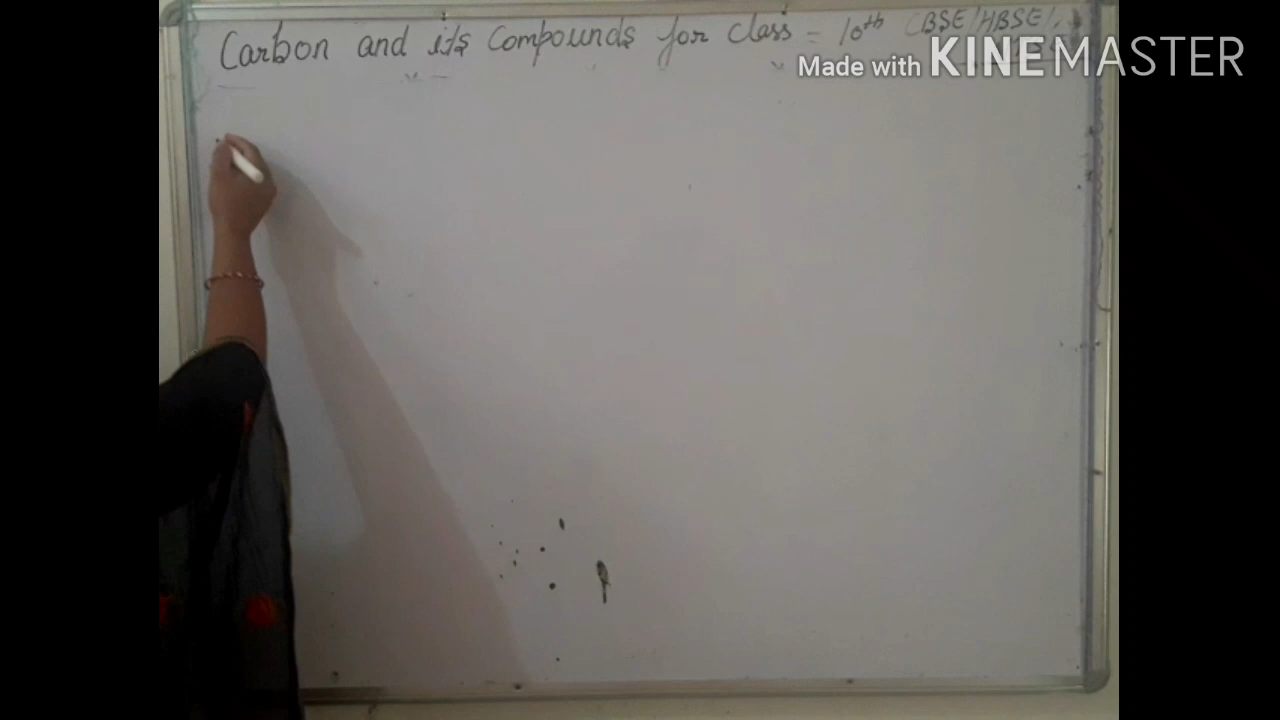 Carbon and its Compounds for class = 10th CBSE/HBSE/
Made with KINEMASTER